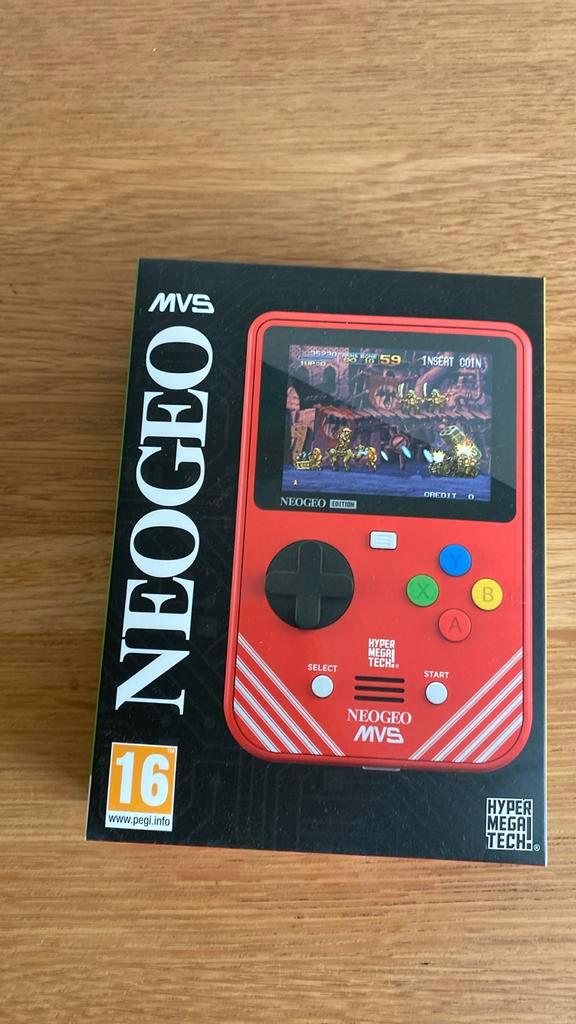 MVS
NEOGEO
59
INSERT COIN
CREDIT 0
NEOGEO EDITION
Y
X
B
A
HYPER
MEGA
TECH!®
SELECT
START
NEOGEO
MVS
16
www.pegi.info
HYPER
MEGA
TECH!®